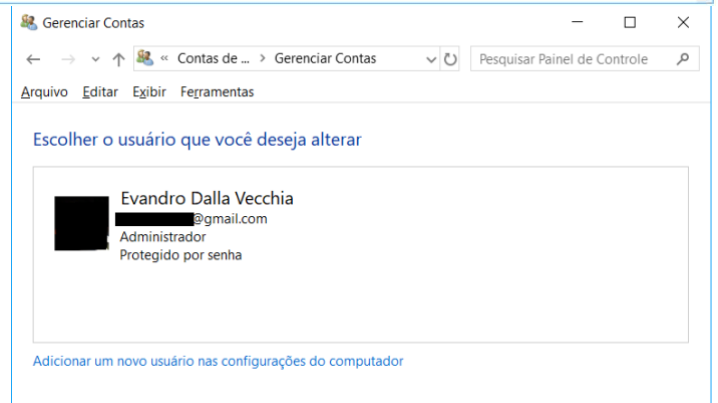 Gerenciar Contas
« Contas de ... > Gerenciar Contas
Pesquisar Painel de Controle
Arquivo Editar Exibir Ferramentas
Escolher o usuário que você deseja alterar
Evandro Dalla Vecchia
@gmail.com
Administrador
Protegido por senha
Adicionar um novo usuário nas configurações do computador